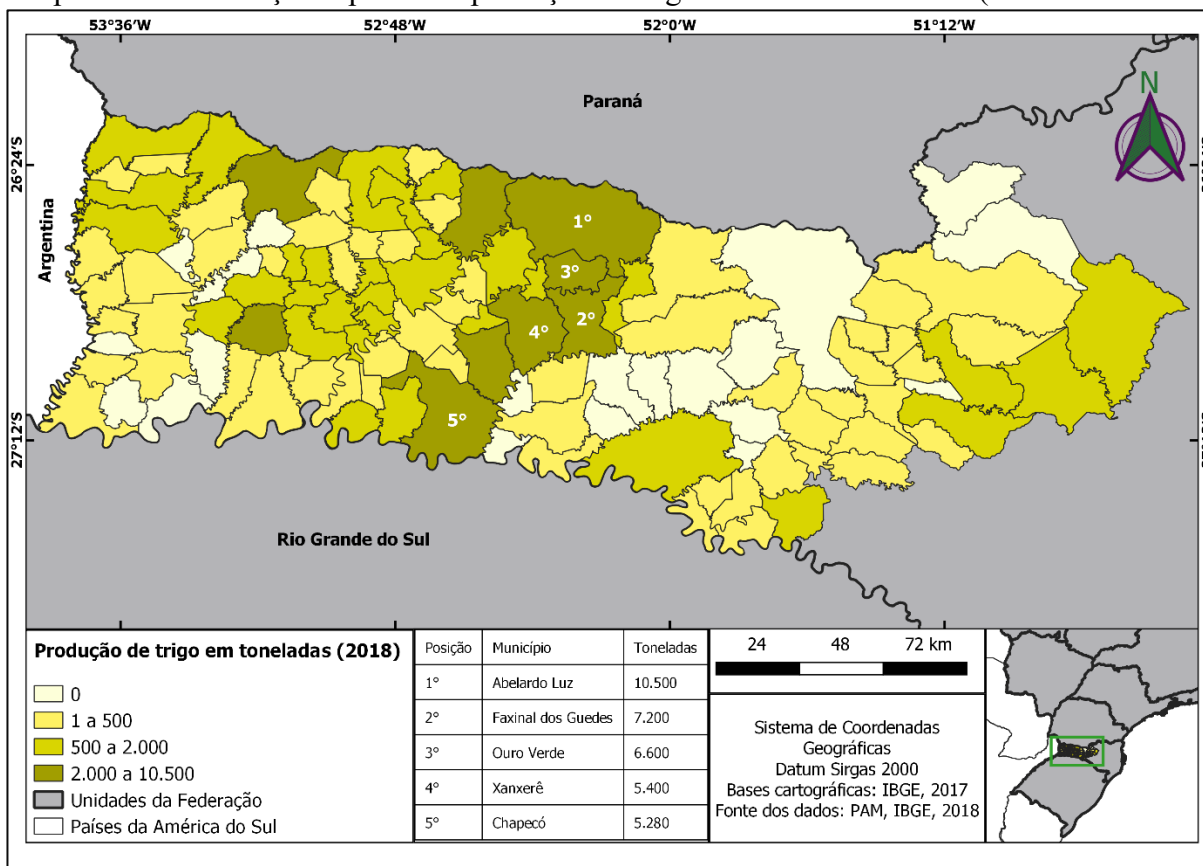 53°36'W 52°48'W 52°0'W 51°12'W
Paraná
N
26°24'S
Argentina
1°
3°
4° 2°
5°
27°12'S
Rio Grande do Sul
Produção de trigo em toneladas (2018)
0
1 a 500
500 a 2.000
2.000 a 10.500
Unidades da Federação
Países da América do Sul
Posição Município Toneladas
1° Abelardo Luz 10.500
2° Faxinal dos Guedes 7.200
3° Ouro Verde 6.600
4° Xanxerê 5.400
5° Chapecó 5.280
24 48 72 km
Sistema de Coordenadas
Geográficas
Datum Sirgas 2000
Bases cartográficas: IBGE, 2017
Fonte dos dados: PAM, IBGE, 2018